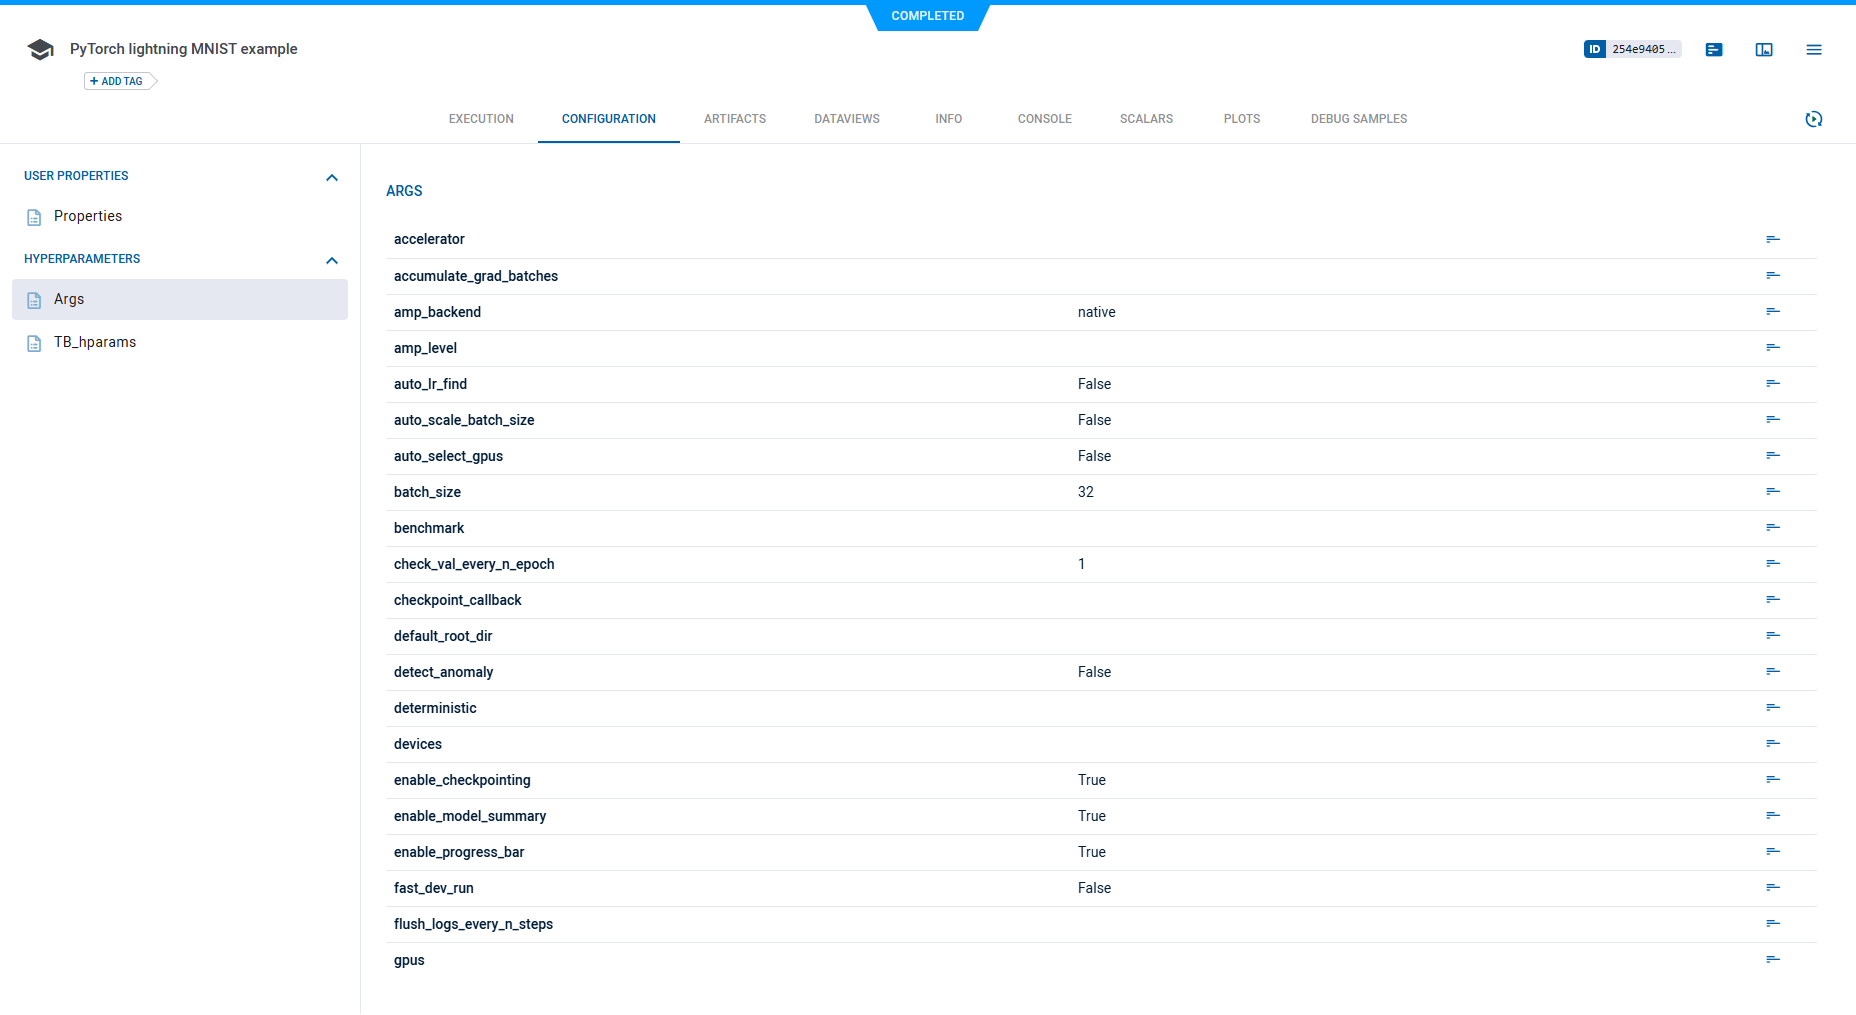 COMPLETED
PyTorch lightning MNIST example
ID 254e9405 ...
+ ADD TAG
EXECUTION CONFIGURATION ARTIFACTS DATAVIEWS INFO CONSOLE SCALARS PLOTS DEBUG SAMPLES
USER PROPERTIES
Properties
HYPERPARAMETERS
Args
TB_hparams
ARGS
accelerator
accumulate_grad_batches
amp_backend native
amp_level
auto_lr_find False
auto_scale_batch_size False
auto_select_gpus False
batch_size 32
benchmark
check_val_every_n_epoch 1
checkpoint_callback
default_root_dir
detect_anomaly False
deterministic
devices
enable_checkpointing True
enable_model_summary True
enable_progress_bar True
fast_dev_run False
flush_logs_every_n_steps
gpus